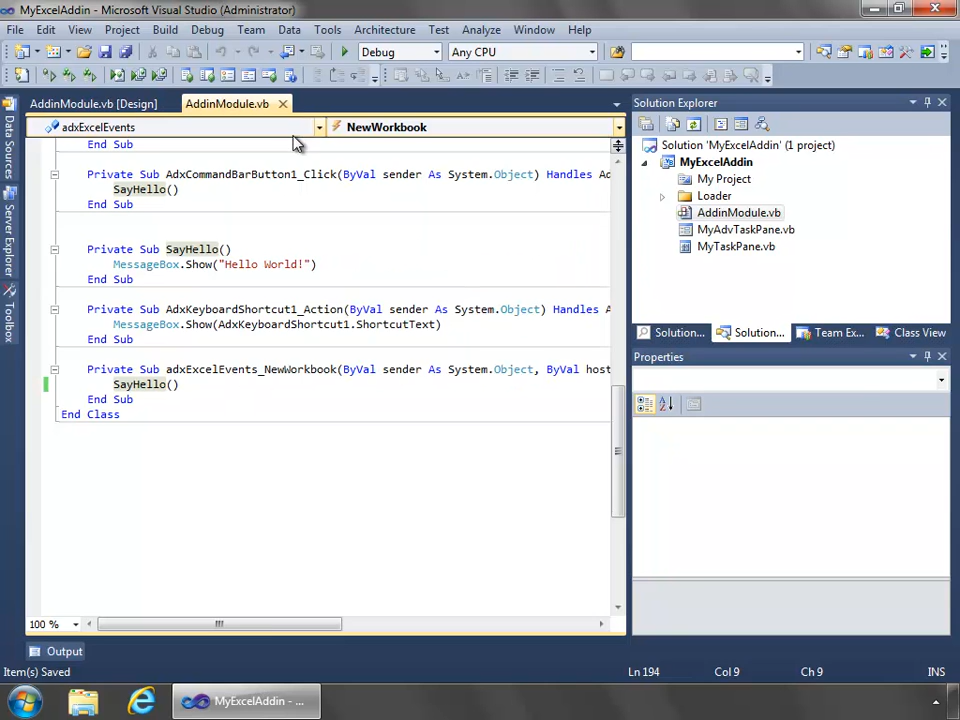 MyExcelAddin - Microsoft Visual Studio (Administrator)
File Edit View Project Build Debug Team Data Tools Architecture Test Analyze Window Help
Debug Any CPU
AddinModule.vb [Design] AddinModule.vb
adxExcelEvents NewWorkbook
End Sub
Private Sub AdxCommandBarButton1_Click(ByVal sender As System.Object) Handles Ad
SayHello()
End Sub
Private Sub SayHello()
MessageBox.Show("Hello World!")
End Sub
Private Sub AdxKeyboardShortcut1_Action(ByVal sender As System.Object) Handles A
MessageBox.Show(AdxKeyboardShortcut1.ShortcutText)
End Sub
Private Sub adxExcelEvents_NewWorkbook(ByVal sender As System.Object, ByVal host
SayHello()
End Sub
End Class
100 %
Data Sources
Server Explorer
Toolbox
Solution Explorer
Solution 'MyExcelAddin' (1 project)
MyExcelAddin
My Project
Loader
AddinModule.vb
MyAdvTaskPane.vb
MyTaskPane.vb
Solution... Solution... Team Ex... Class View
Properties
Output
Item(s) Saved Ln 194 Col 9 Ch 9 INS
MyExcelAddin - ...